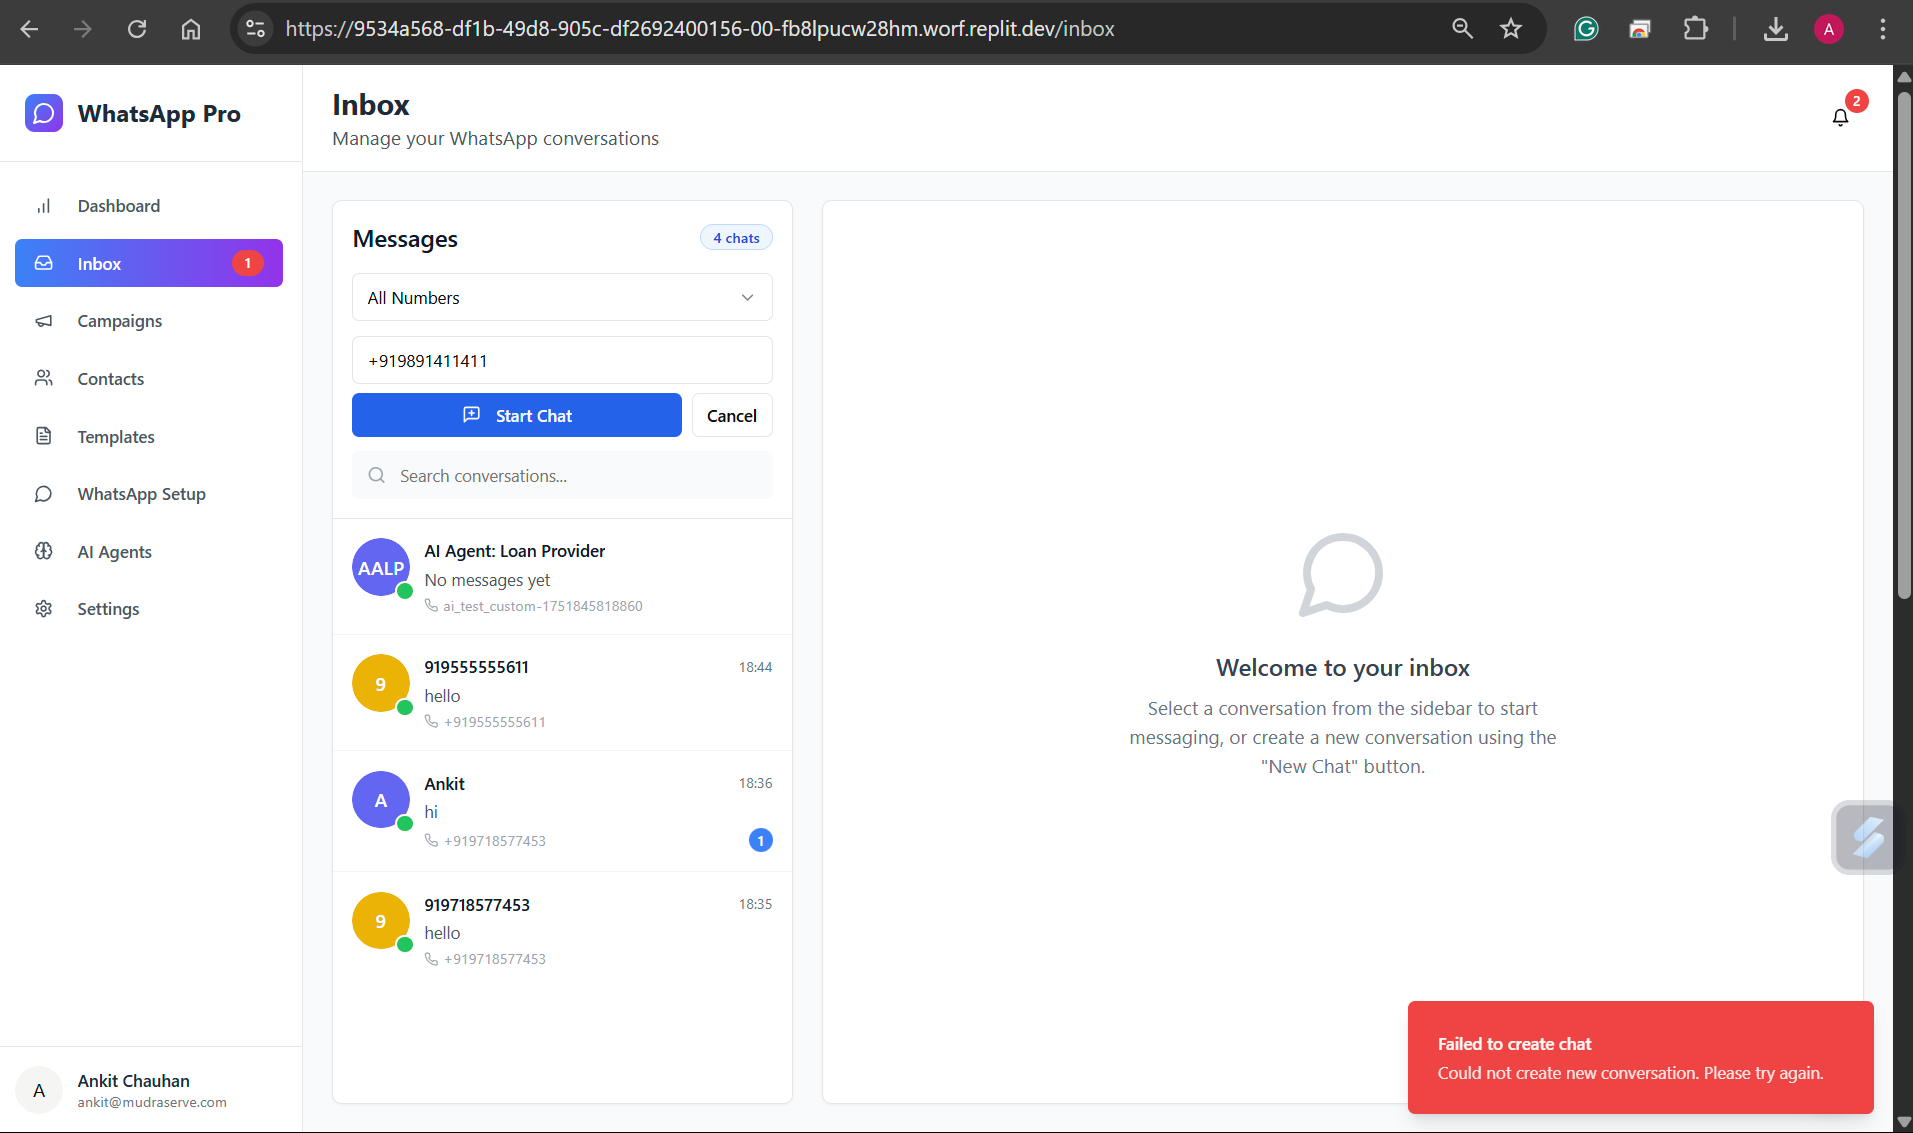 https://9534a568-df1b-49d8-905c-df2692400156-00-fb8lpucw28hm.worf.replit.dev/inbox
A
WhatsApp Pro
Dashboard
Inbox
1
Campaigns
Contacts
Templates
WhatsApp Setup
AI Agents
Settings
A
Ankit Chauhan
ankit@mudraserve.com
Inbox
Manage your WhatsApp conversations
2
Messages
4 chats
All Numbers
+919891411411
Start Chat
Cancel
Search conversations...
AALP
AI Agent: Loan Provider
No messages yet
ai_test_custom-1751845818860
9
919555555611
18:44
hello
+919555555611
A
Ankit
18:36
hi
+919718577453
1
9
919718577453
18:35
hello
+919718577453
Welcome to your inbox
Select a conversation from the sidebar to start
messaging, or create a new conversation using the
"New Chat" button.
Failed to create chat
Could not create new conversation. Please try again.